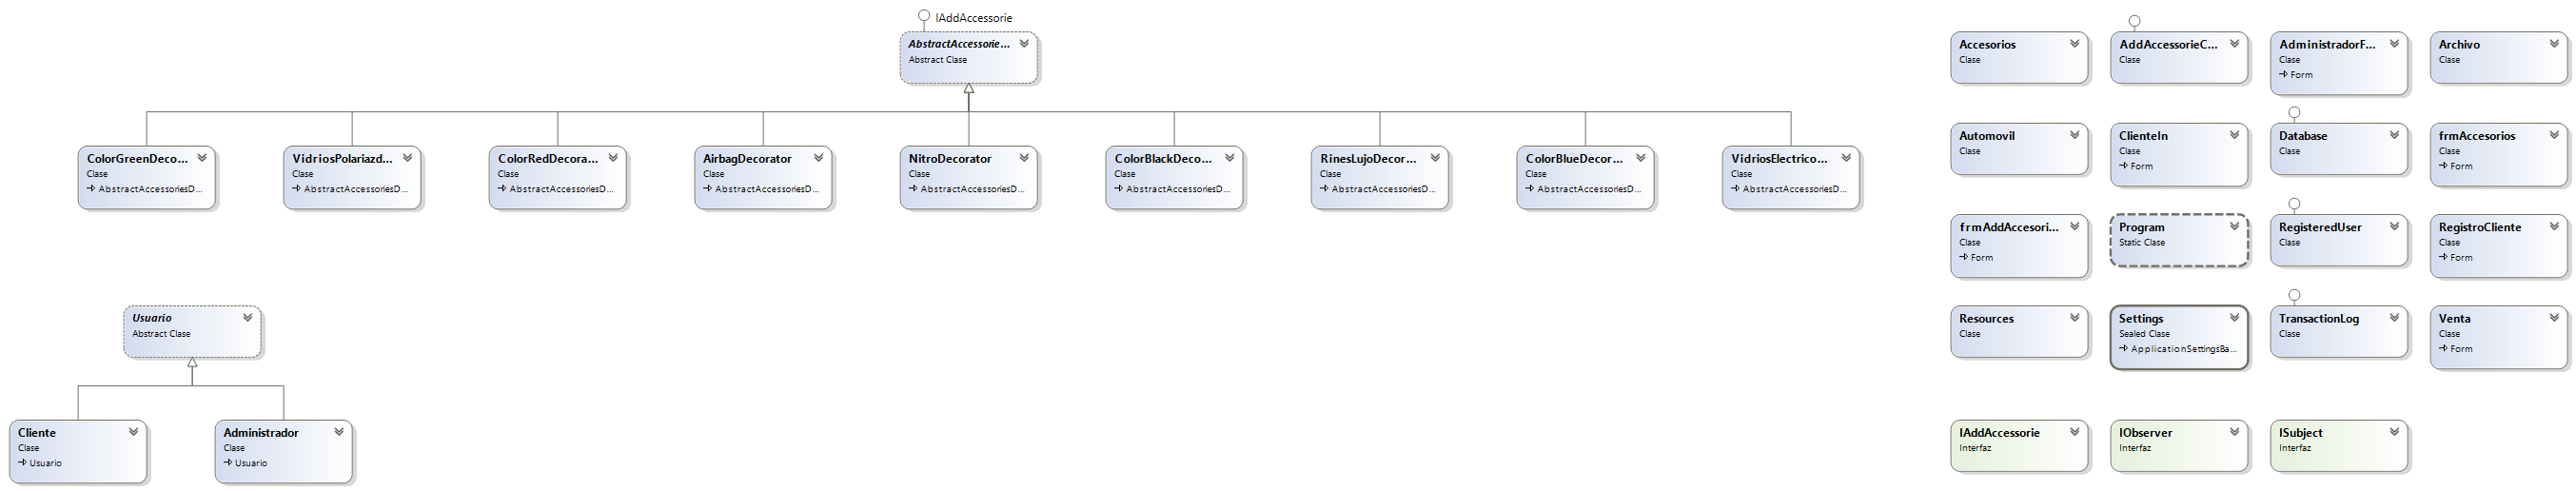 IAddAccessorie
AbstractAccessorie...
Abstract Clase
ColorGreenDeco...
Clase
AbstractAccessoriesD...
VidriosPolariazd...
Clase
AbstractAccessoriesD...
ColorRedDecora...
Clase
AbstractAccessoriesD...
AirbagDecorator
Clase
AbstractAccessoriesD...
NitroDecorator
Clase
AbstractAccessoriesD...
ColorBlackDeco...
Clase
AbstractAccessoriesD...
RinesLujoDecor...
Clase
AbstractAccessoriesD...
ColorBlueDecor...
Clase
AbstractAccessoriesD...
VidriosElectrico...
Clase
AbstractAccessoriesD...
Usuario
Abstract Clase
Cliente
Clase
Usuario
Administrador
Clase
Usuario
Accesorios
Clase
AddAccessorieC...
Clase
AdministradorF...
Clase
Form
Archivo
Clase
Automovil
Clase
ClienteIn
Clase
Form
Database
Clase
frmAccesorios
Clase
Form
frmAddAccesori...
Clase
Form
Program
Static Clase
RegisteredUser
Clase
RegistroCliente
Clase
Form
Resources
Clase
Settings
Sealed Clase
ApplicationSettingsBa...
TransactionLog
Clase
Venta
Clase
Form
IAddAccessorie
Interfaz
IObserver
Interfaz
ISubject
Interfaz